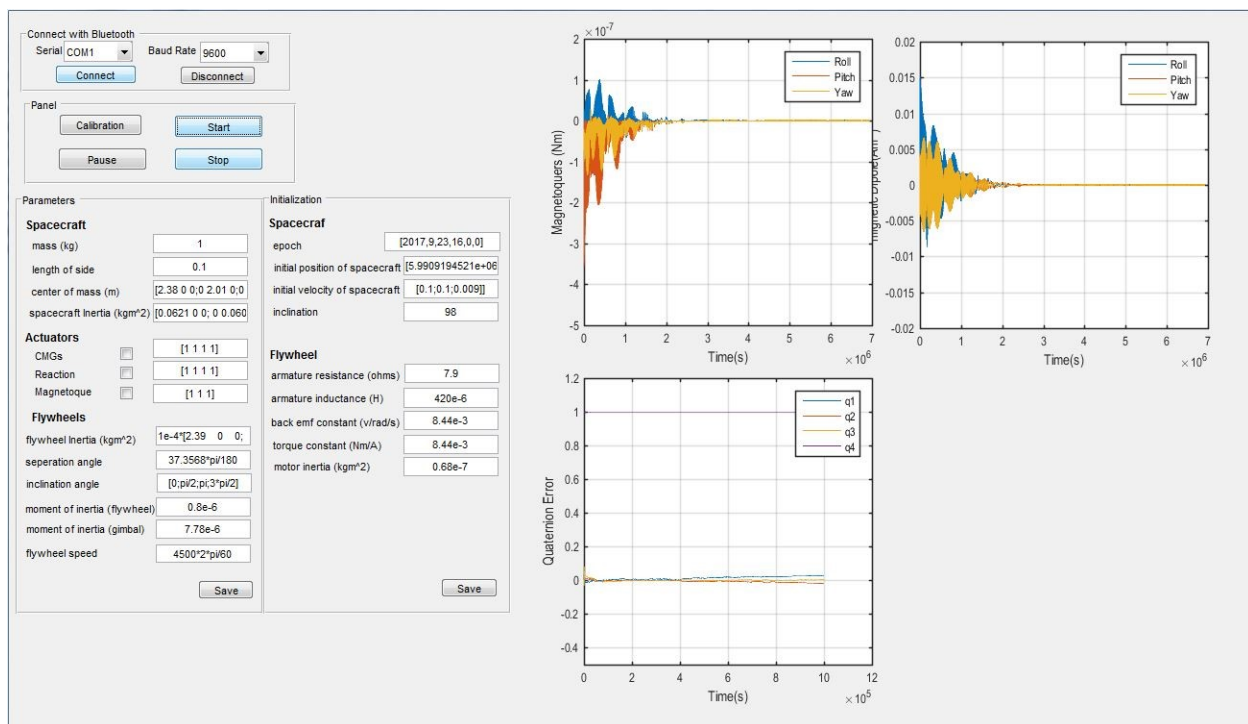 Connect with Bluetooth
Serial COM1 Baud Rate 9600
Connect Disconnect
Panel
Calibration Start
Pause Stop
Parameters
Spacecraft
mass (kg) 1
length of side 0.1
center of mass (m) [2.38 0 0;0 2.01 0;0
spacecraft Inertia (kgm^2) [0.0621 0 0; 0 0.060
Actuators
CMGs [1 1 1 1]
Reaction [1 1 1 1]
Magnetoque [1 1 1]
Flywheels
flywheel Inertia (kgm^2) 1e-4*[2.39 0 0;
seperation angle 37.3568*pi/180
inclination angle [0;pi/2;pi;3*pi/2]
moment of inertia (flywheel) 0.8e-6
moment of inertia (gimbal) 7.78e-6
flywheel speed 4500*2*pi/60
Save
Initialization
Spacecraf
epoch [2017,9,23,16,0,0]
initial position of spacecraft [5.9909194521e+06
initial velocity of spacecraft [0.1;0.1;0.009]]
inclination 98
Flywheel
armature resistance (ohms) 7.9
armature inductance (H) 420e-6
back emf constant (v/rad/s) 8.44e-3
torque constant (Nm/A) 8.44e-3
motor inertia (kgm^2) 0.68e-7
Save
×10^-7
2
1
0
-1
-2
-3
-4
-5
Magnetoquers (Nm)
Roll
Pitch
Yaw
0 1 2 3 4 5 6 7
Time(s)
×10^6
0.02
0.015
0.01
0.005
0
-0.005
-0.01
-0.015
-0.02
Roll
Pitch
Yaw
0 1 2 3 4 5 6 7
Time(s)
×10^6
1.2
1
0.8
0.6
0.4
0.2
0
-0.2
-0.4
Quaternion Error
q1
q2
q3
q4
0 2 4 6 8 10 12
Time(s)
×10^5